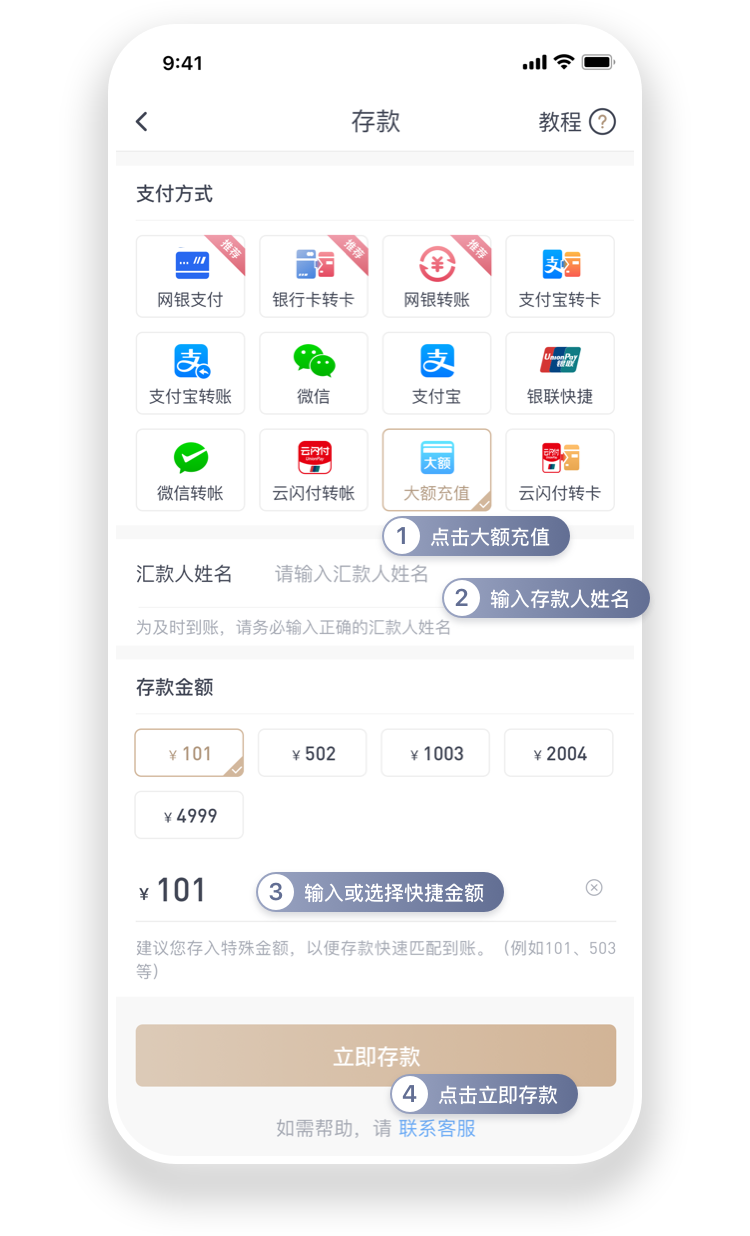 9:41
存款
教程 ?
支付方式
推荐 推荐 推荐
网银支付 银行卡转卡 网银转账 支付宝转卡
支 支 UnionPay 银联
支付宝转账 微信 支付宝 银联快捷
云闪付 UnionPay 大额 云闪付
微信转帐 云闪付转帐 大额充值 云闪付转卡
1 点击大额充值
汇款人姓名 请输入汇款人姓名
2 输入存款人姓名
为及时到账，请务必输入正确的汇款人姓名
存款金额
¥ 101 ¥ 502 ¥ 1003 ¥ 2004
¥ 4999
¥ 101 3 输入或选择快捷金额
建议您存入特殊金额，以便存款快速匹配到账。（例如101、503
等）
立即存款
4 点击立即存款
如需帮助，请 联系客服